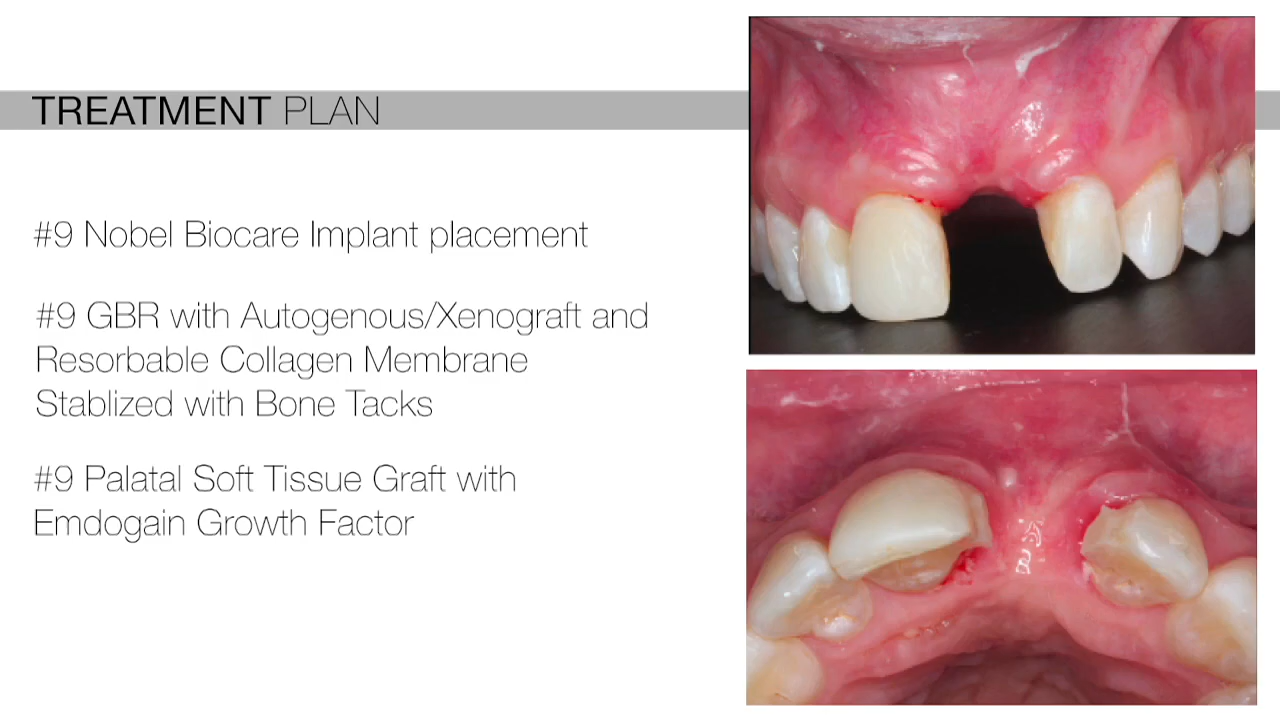 TREATMENT PLAN
#9 Nobel Biocare Implant placement
#9 GBR with Autogenous/Xenograft and
Resorbable Collagen Membrane
Stablized with Bone Tacks
#9 Palatal Soft Tissue Graft with
Emdogain Growth Factor